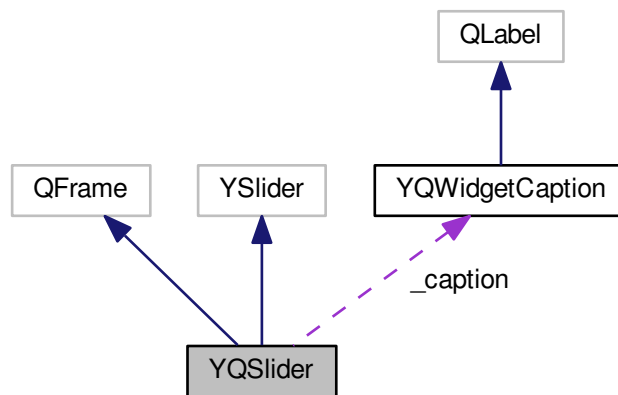 QLabel
QFrame
YSlider
YQWidgetCaption
_caption
YQSlider